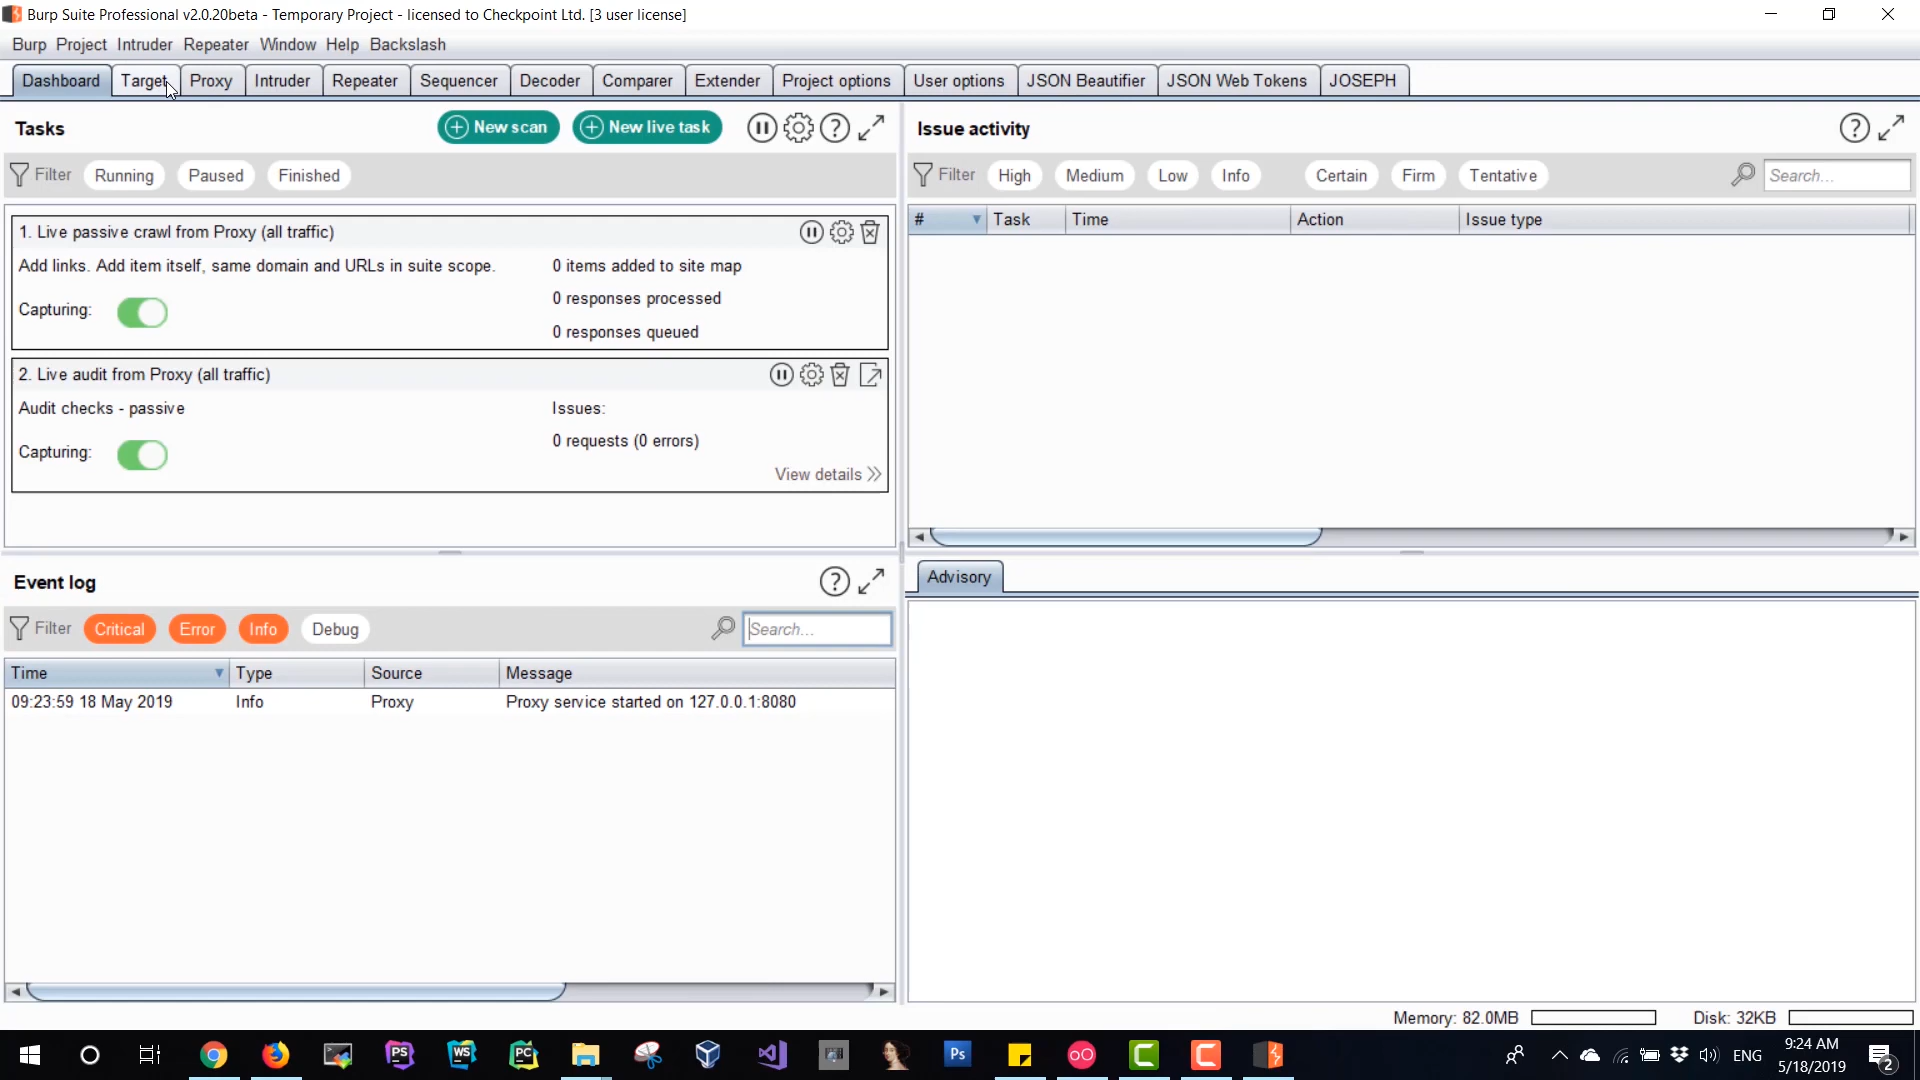 Burp Suite Professional v2.0.20beta - Temporary Project - licensed to Checkpoint Ltd. [3 user license]
Burp Project Intruder Repeater Window Help Backslash
Dashboard Target Proxy Intruder Repeater Sequencer Decoder Comparer Extender Project options User options JSON Beautifier JSON Web Tokens JOSEPH
Tasks
New scan
New live task
Filter Running Paused Finished
1. Live passive crawl from Proxy (all traffic)
Add links. Add item itself, same domain and URLs in suite scope.
0 items added to site map
Capturing:
0 responses processed
0 responses queued
2. Live audit from Proxy (all traffic)
Audit checks - passive
Issues:
Capturing:
0 requests (0 errors)
View details
Issue activity
Filter High Medium Low Info Certain Firm Tentative Search...
# Task Time Action Issue type
Event log
Filter Critical Error Info Debug Search...
Time Type Source Message
09:23:59 18 May 2019 Info Proxy Proxy service started on 127.0.0.1:8080
Advisory
Memory: 82.0MB Disk: 32KB
PS WS PC Ps
ENG
9:24 AM
5/18/2019
2